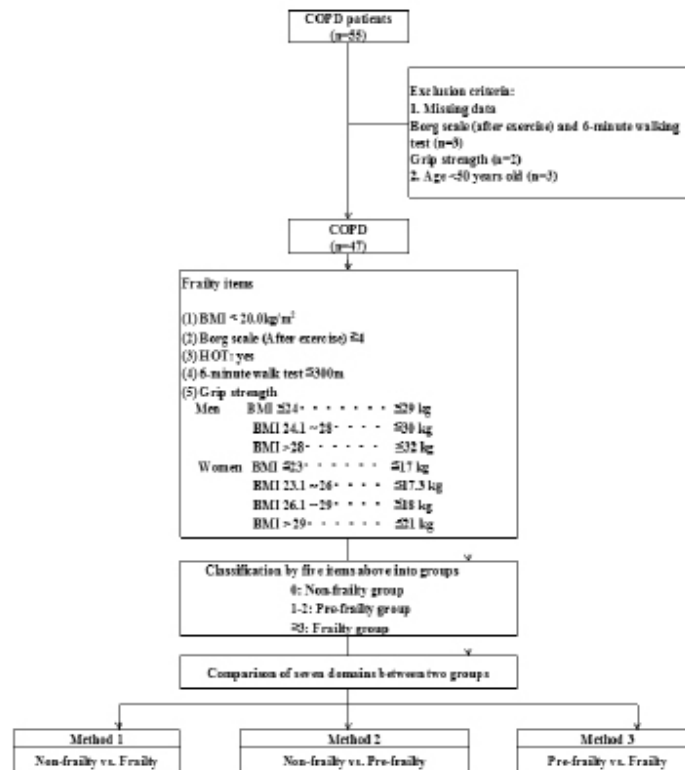 COPD patients
(n=55)
Exclusion criteria:
1. Missing data
Borg scale (after exercise) and 6-minute walking
test (n=3)
Grip strength (n=2)
2. Age <50 years old (n=3)
COPD
(n=47)
Frailty items
(1) BMI < 20.0kg/m²
(2) Borg scale (After exercise) ≧4
(3) HOT: yes
(4) 6-minute walk test ≦300m
(5) Grip strength
Men BMI ≦24・・・・・・・ ≦29 kg
BMI 24.1 ~28・・・・ ≦30 kg
BMI >28・・・・・・ ≦32 kg
Women BMI ≦23・・・・・・ ≦17 kg
BMI 23.1 ~26・・・・ ≦17.3 kg
BMI 26.1 ~29・・・・ ≦18 kg
BMI >29・・・・・・ ≦21 kg
Classification by five items above into groups
0: Non-frailty group
1-2: Pre-frailty group
≧3: Frailty group
Comparison of seven domains between two groups
Method 1
Non-frailty vs. Frailty
Method 2
Non-frailty vs. Pre-frailty
Method 3
Pre-frailty vs. Frailty